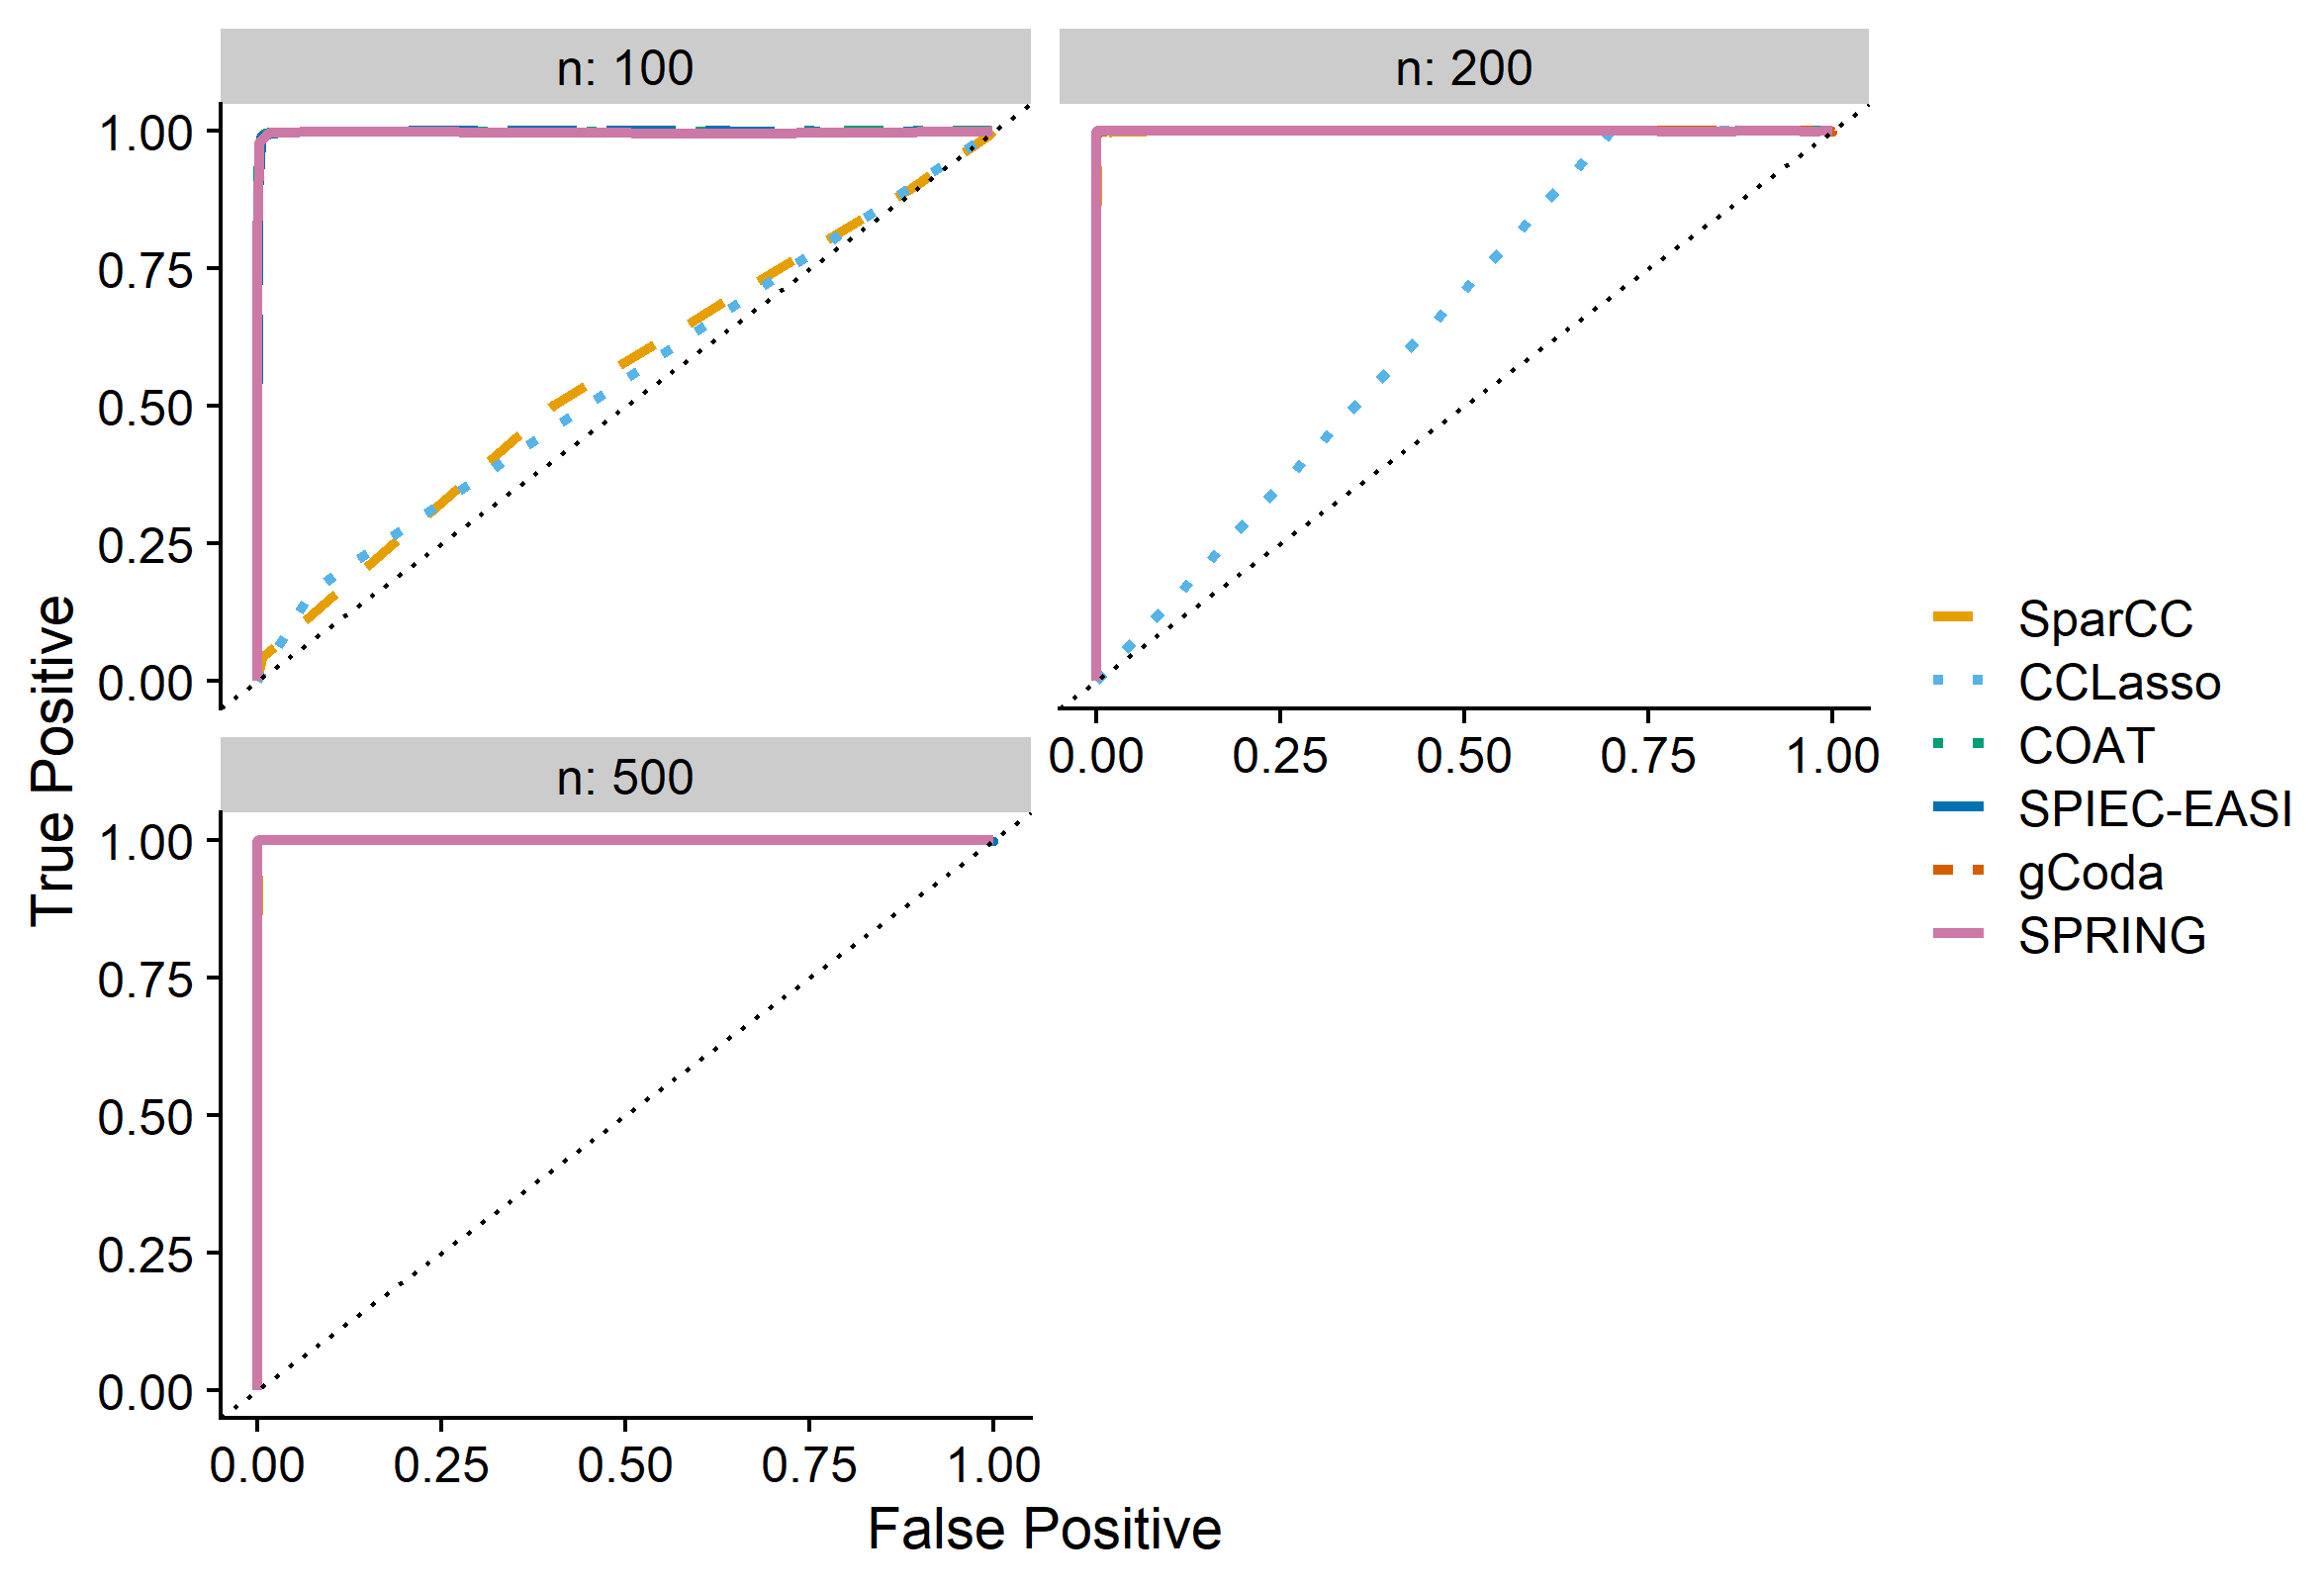 n: 100
n: 200
1.00
0.75
0.50
0.25
0.00
0.00 0.25 0.50 0.75 1.00
n: 500
1.00
0.75
0.50
0.25
0.00
0.00 0.25 0.50 0.75 1.00
True Positive
False Positive
SparCC
CCLasso
COAT
SPIEC-EASI
gCoda
SPRING